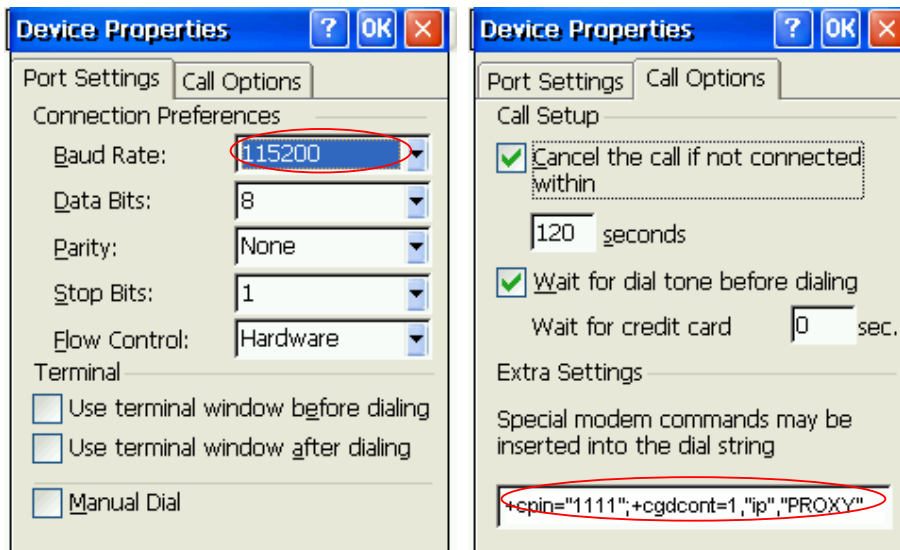 Device Properties ? OK ×
Port Settings Call Options
Connection Preferences
Baud Rate: 115200
Data Bits: 8
Parity: None
Stop Bits: 1
Flow Control: Hardware
Terminal
Use terminal window before dialing
Use terminal window after dialing
Manual Dial
Device Properties ? OK ×
Port Settings Call Options
Call Setup
Cancel the call if not connected
within
120 seconds
Wait for dial tone before dialing
Wait for credit card 0 sec.
Extra Settings
Special modem commands may be
inserted into the dial string
+cpin="1111";+cgdcont=1,"ip","PROXY"